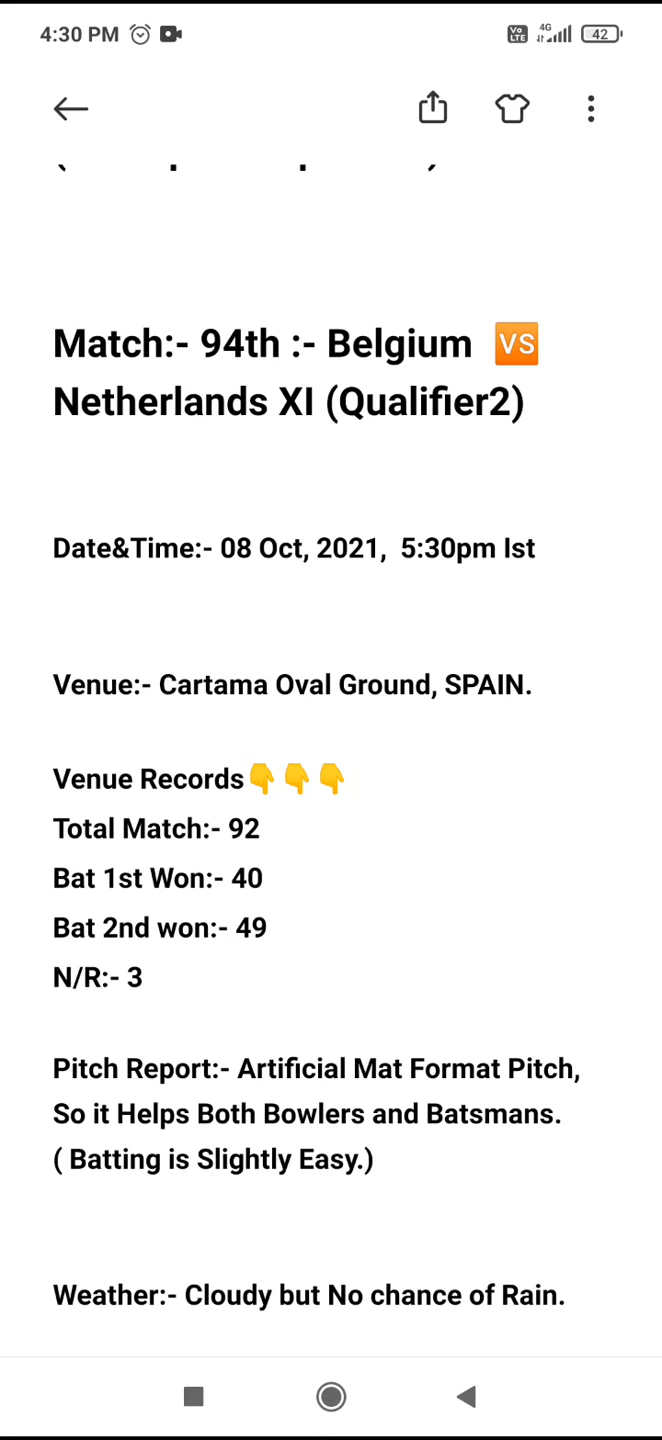 4:30 PM
Vo LTE 4G 42
Match:- 94th :- Belgium 🆚
Netherlands XI (Qualifier2)
Date&Time:- 08 Oct, 2021,  5:30pm Ist
Venue:- Cartama Oval Ground, SPAIN.
Venue Records👇👇👇
Total Match:- 92
Bat 1st Won:- 40
Bat 2nd won:- 49
N/R:- 3
Pitch Report:- Artificial Mat Format Pitch,
So it Helps Both Bowlers and Batsmans.
( Batting is Slightly Easy.)
Weather:- Cloudy but No chance of Rain.